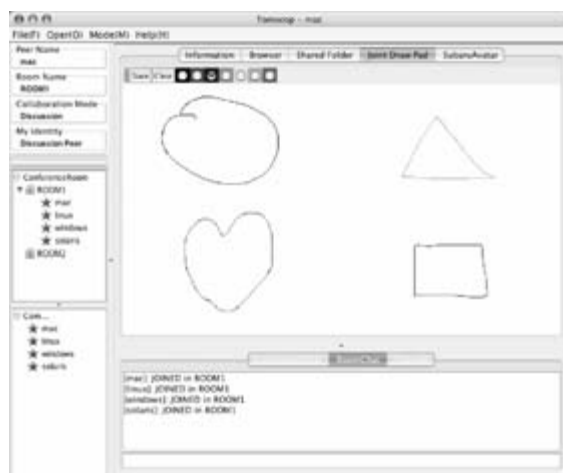 mac
File(F) Oper(O) Mode(M) Help(H)
Peer Name
mac
Room Name
ROOM1
Collaboration Mode
Discussion
My Identity
Discussion Peer
ConferenceRoom
ROOM1
mac
linux
windows
solaris
ROOM2
Com...
mac
linux
windows
solaris
Information Browser Shared Folder Joint Draw Pad
Save Clear
[mac] JOINED in ROOM1
[linux] JOINED in ROOM1
[windows] JOINED in ROOM1
[solaris] JOINED in ROOM1